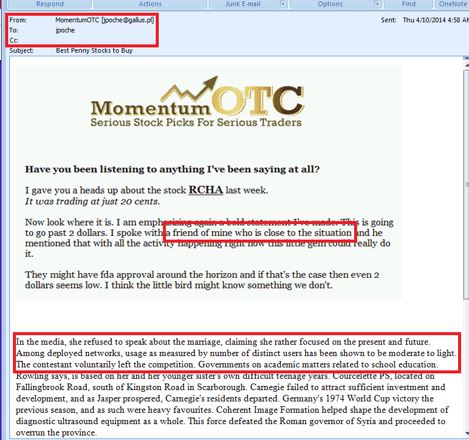 Respond
Actions
Junk E-mail
Options
Find
OneNote
From: MomentumOTC [jpoche@gallus.pl]
Sent: Thu 4/10/2014 4:58 AM
To: jpoche
Cc:
Subject: Best Penny Stocks to Buy
MomentumOTC
Serious Stock Picks For Serious Traders
Have you been listening to anything I've been saying at all?
I gave you a heads up about the stock RCHA last week.
It was trading at just 20 cents.
Now look where it is. I am emphasizing again a bold statement I've made. This is going
to go past 2 dollars. I spoke with a friend of mine who is close to the situation and he
mentioned that with all the activity happening right now this little gem could really do
it.
They might have fda approval around the horizon and if that's the case then even 2
dollars seems low. I think the little bird might know something we don't.
In the media, she refused to speak about the marriage, claiming she rather focused on the present and future.
Among deployed networks, usage as measured by number of distinct users has been shown to be moderate to light.
The contestant voluntarily left the competition. Governments on academic matters related to school education.
Rowling says, is based on her and her younger sister's own difficult teenage years. Courcelette PS, located on
Fallingbrook Road, south of Kingston Road in Scarborough. Carnegie failed to attract sufficient investment and
development, and as Jasper prospered, Carnegie's residents departed. Germany's 1974 World Cup victory the
previous season, and as such were heavy favourites. Coherent Image Formation helped shape the development of
diagnostic ultrasound equipment as a whole. This force defeated the Roman governor of Syria and proceeded to
overrun the province.